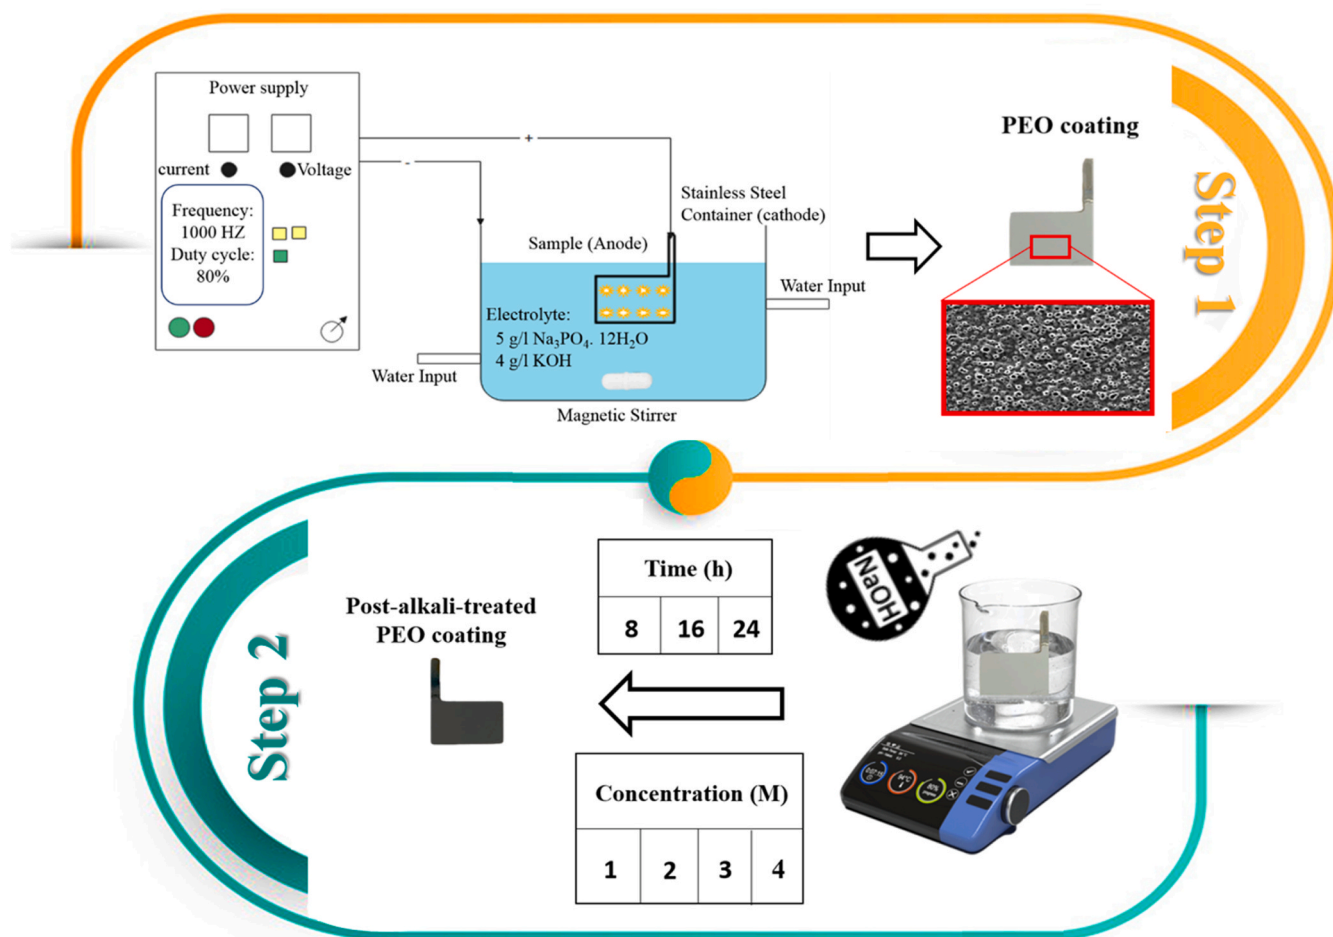 Power supply
current
Voltage
Frequency:
1000 HZ
Duty cycle:
80%
+
-
Sample (Anode)
Stainless Steel
Container (cathode)
Water Input
Electrolyte:
5 g/l Na₃PO₄. 12H₂O
4 g/l KOH
Water Input
Magnetic Stirrer
PEO coating
Step 1
Step 2
Post-alkali-treated
PEO coating
Time (h)
8 16 24
Concentration (M)
1 2 3 4
NaOH
94°C
80%